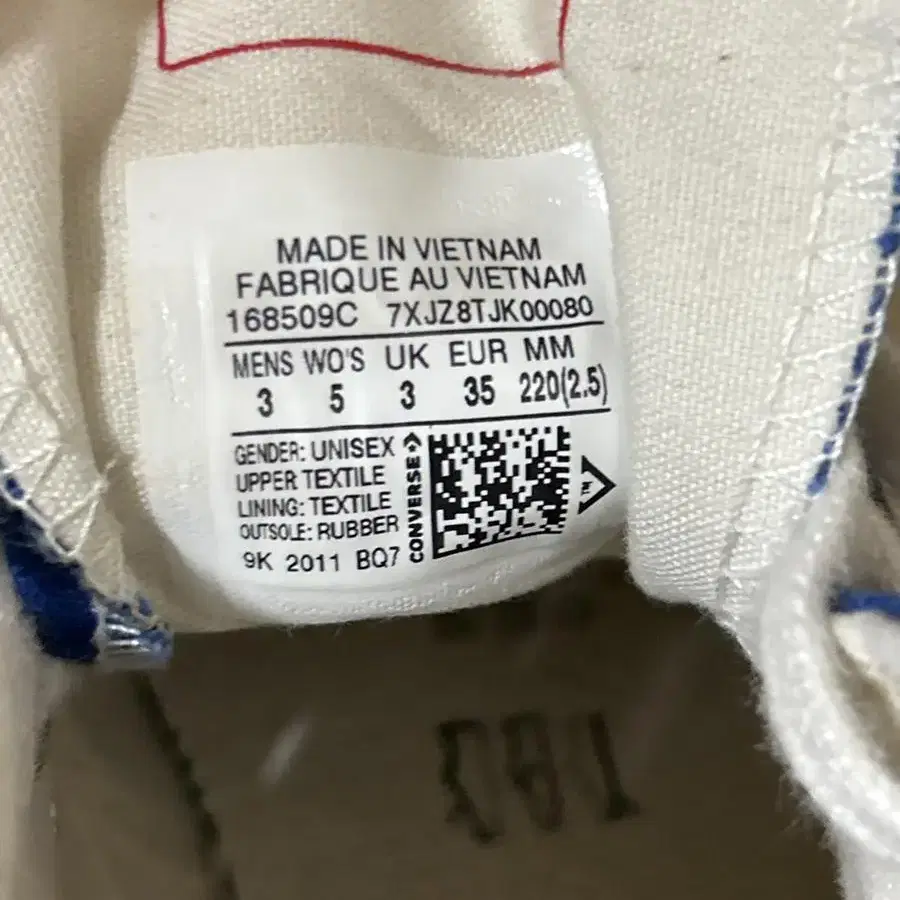 MADE IN VIETNAM
FABRIQUE AU VIETNAM
168509C 7XJZ8TJK00080
MENS WO'S UK EUR MM
3 5 3 35 220(2.5)
GENDER: UNISEX
UPPER TEXTILE
LINING: TEXTILE
OUTSOLE: RUBBER
9K 2011 BQ7
CONVERSE
TM